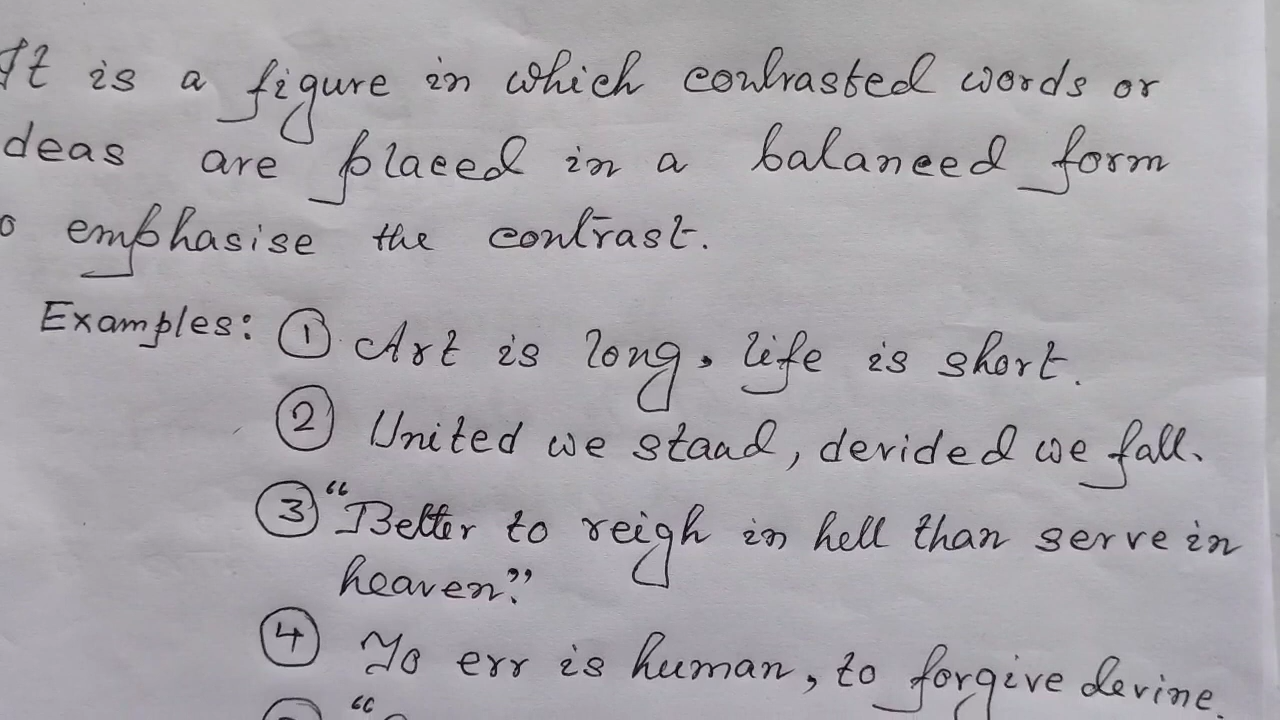 It is a figure in which contrasted words or
deas are placed in a balanced form
o emphasise the contrast.
Examples: ① Art is long, life is short.
② United we staad, derided we fall.
③ "Better to reigh in hell than serve in
heaven."
④ To err is human, to forgive devine.
"